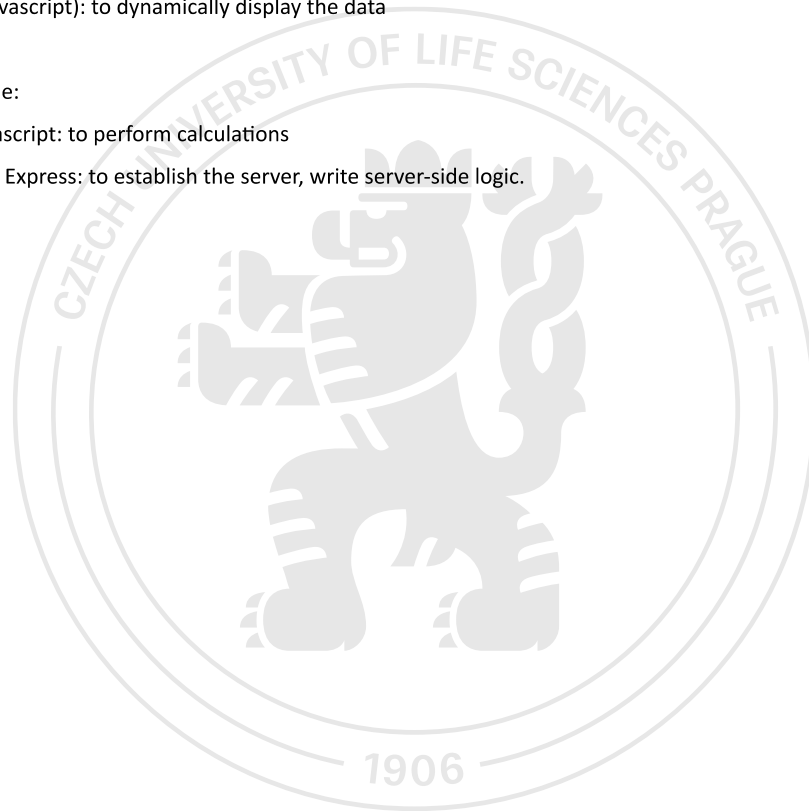 vascript): to dynamically display the data
e:
ascript: to perform calculations
Express: to establish the server, write server-side logic.
CZECH UNIVERSITY OF LIFE SCIENCES PRAGUE
1906